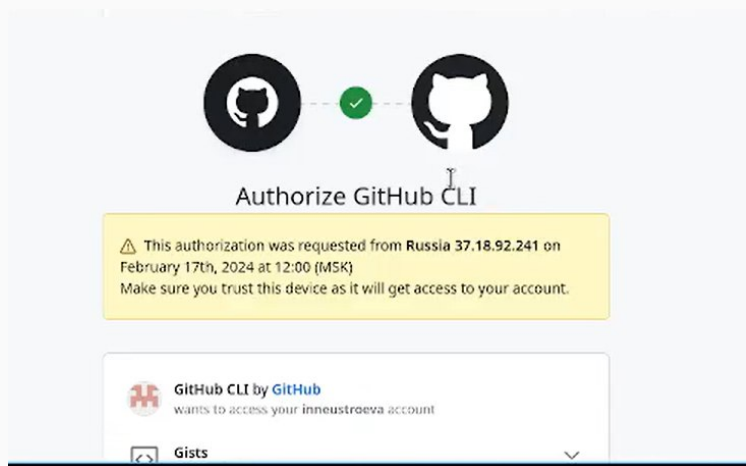 Authorize GitHub CLI
This authorization was requested from Russia 37.18.92.241 on
February 17th, 2024 at 12:00 (MSK)
Make sure you trust this device as it will get access to your account.
GitHub CLI by GitHub
wants to access your inneustroeva account
Gists